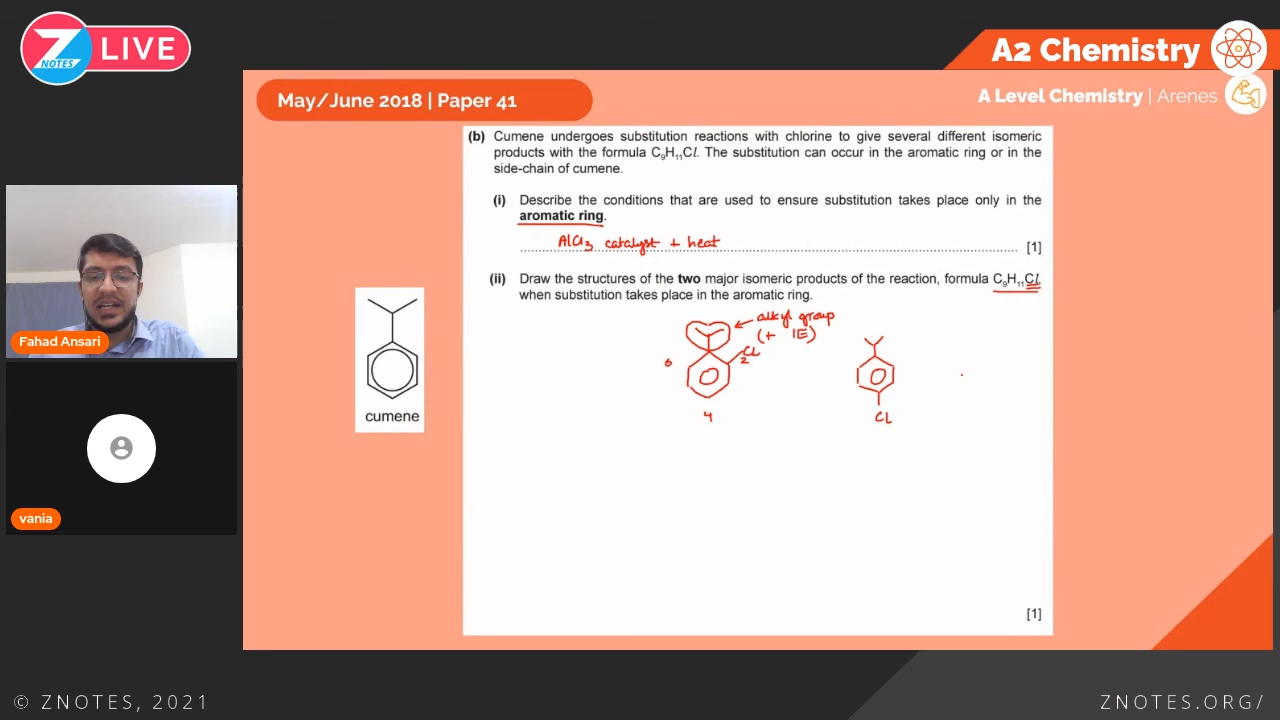 Z NOTES LIVE
A2 Chemistry
A Level Chemistry | Arenes
May/June 2018 | Paper 41
(b) Cumene undergoes substitution reactions with chlorine to give several different isomeric
products with the formula C₉H₁₁Cl. The substitution can occur in the aromatic ring or in the
side-chain of cumene.
(i) Describe the conditions that are used to ensure substitution takes place only in the
aromatic ring.
AlCl₃ catalyst + heat [1]
(ii) Draw the structures of the two major isomeric products of the reaction, formula C₉H₁₁Cl,
when substitution takes place in the aromatic ring.
alkyl group
(+ IE)
Cl
6
2
4
Cl
cumene
[1]
Fahad Ansari
vania
© ZNOTES, 2021
ZNOTES.ORG/